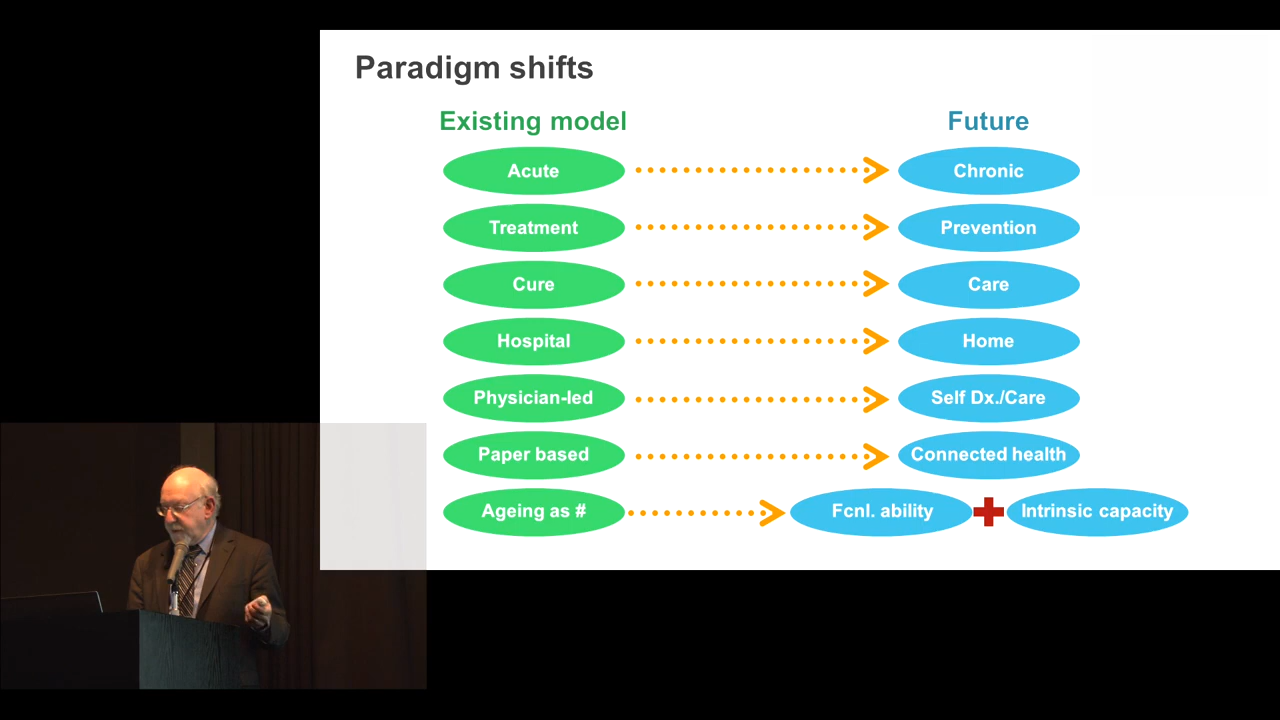 Paradigm shifts
Existing model Future
Acute Chronic
Treatment Prevention
Cure Care
Hospital Home
Physician-led Self Dx./Care
Paper based Connected health
Ageing as # Fcnl. ability Intrinsic capacity